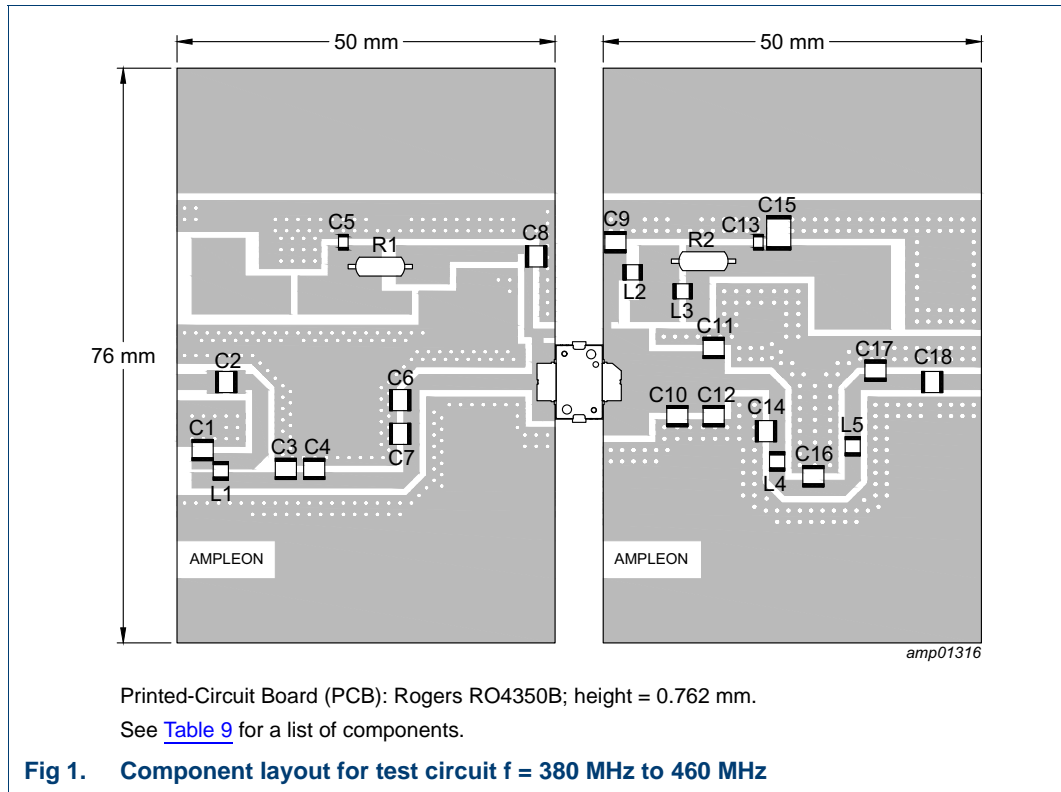 50 mm
50 mm
C15
C5
C13
C8
C9
R1
R2
L2
L3
C11
76 mm
C2
C17
C18
C6
C10
C12
C14
C1
C7
L5
C3
C4
C16
L1
L4
AMPLEON
AMPLEON
amp01316
Printed-Circuit Board (PCB): Rogers RO4350B; height = 0.762 mm.
See Table 9 for a list of components.
Fig 1. Component layout for test circuit f = 380 MHz to 460 MHz